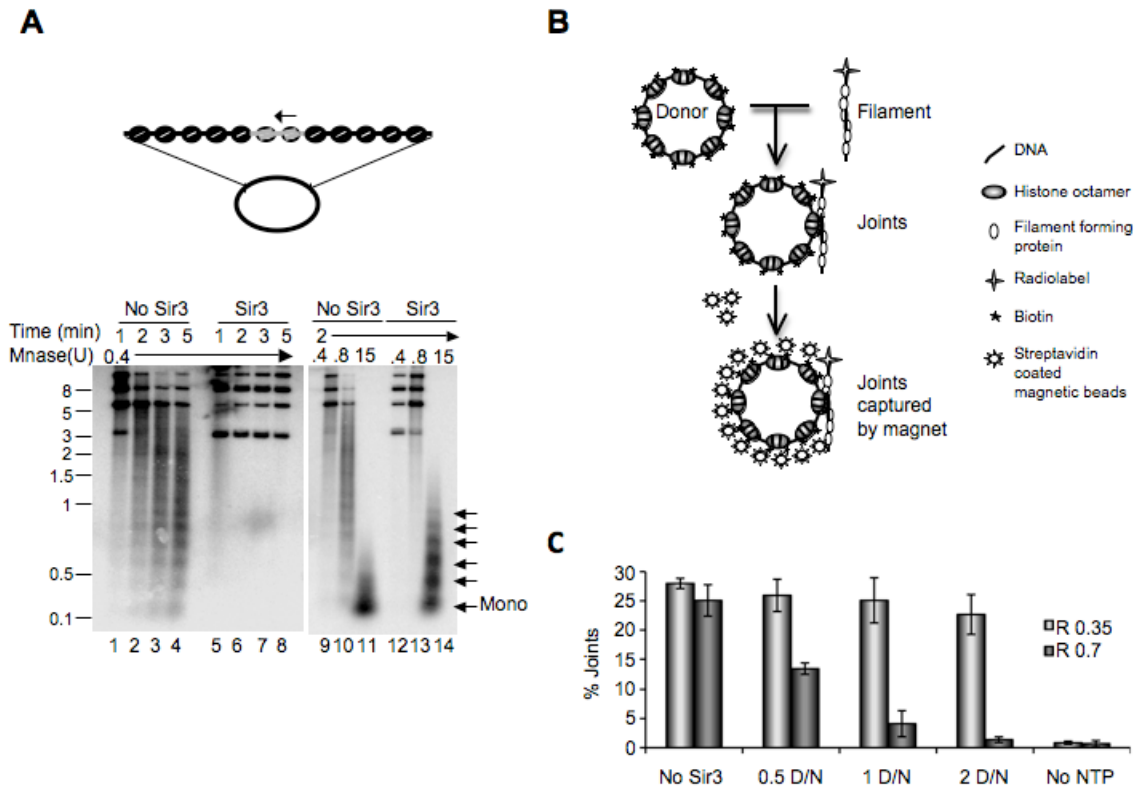 A
No Sir3 Sir3 No Sir3 Sir3
Time (min) 1 2 3 5 1 2 3 5 2
Mnase(U) 0.4 .4 .8 15 .4 .8 15
8
5
3
2
1.5
1
0.5
0.1
Mono
1 2 3 4 5 6 7 8 9 10 11 12 13 14
B
Donor
Filament
Joints
Joints
captured
by magnet
DNA
Histone octamer
Filament forming
protein
Radiolabel
Biotin
Streptavidin
coated
magnetic beads
C
% Joints
30
25
20
15
10
5
0
R 0.35
R 0.7
No Sir3 0.5 D/N 1 D/N 2 D/N No NTP